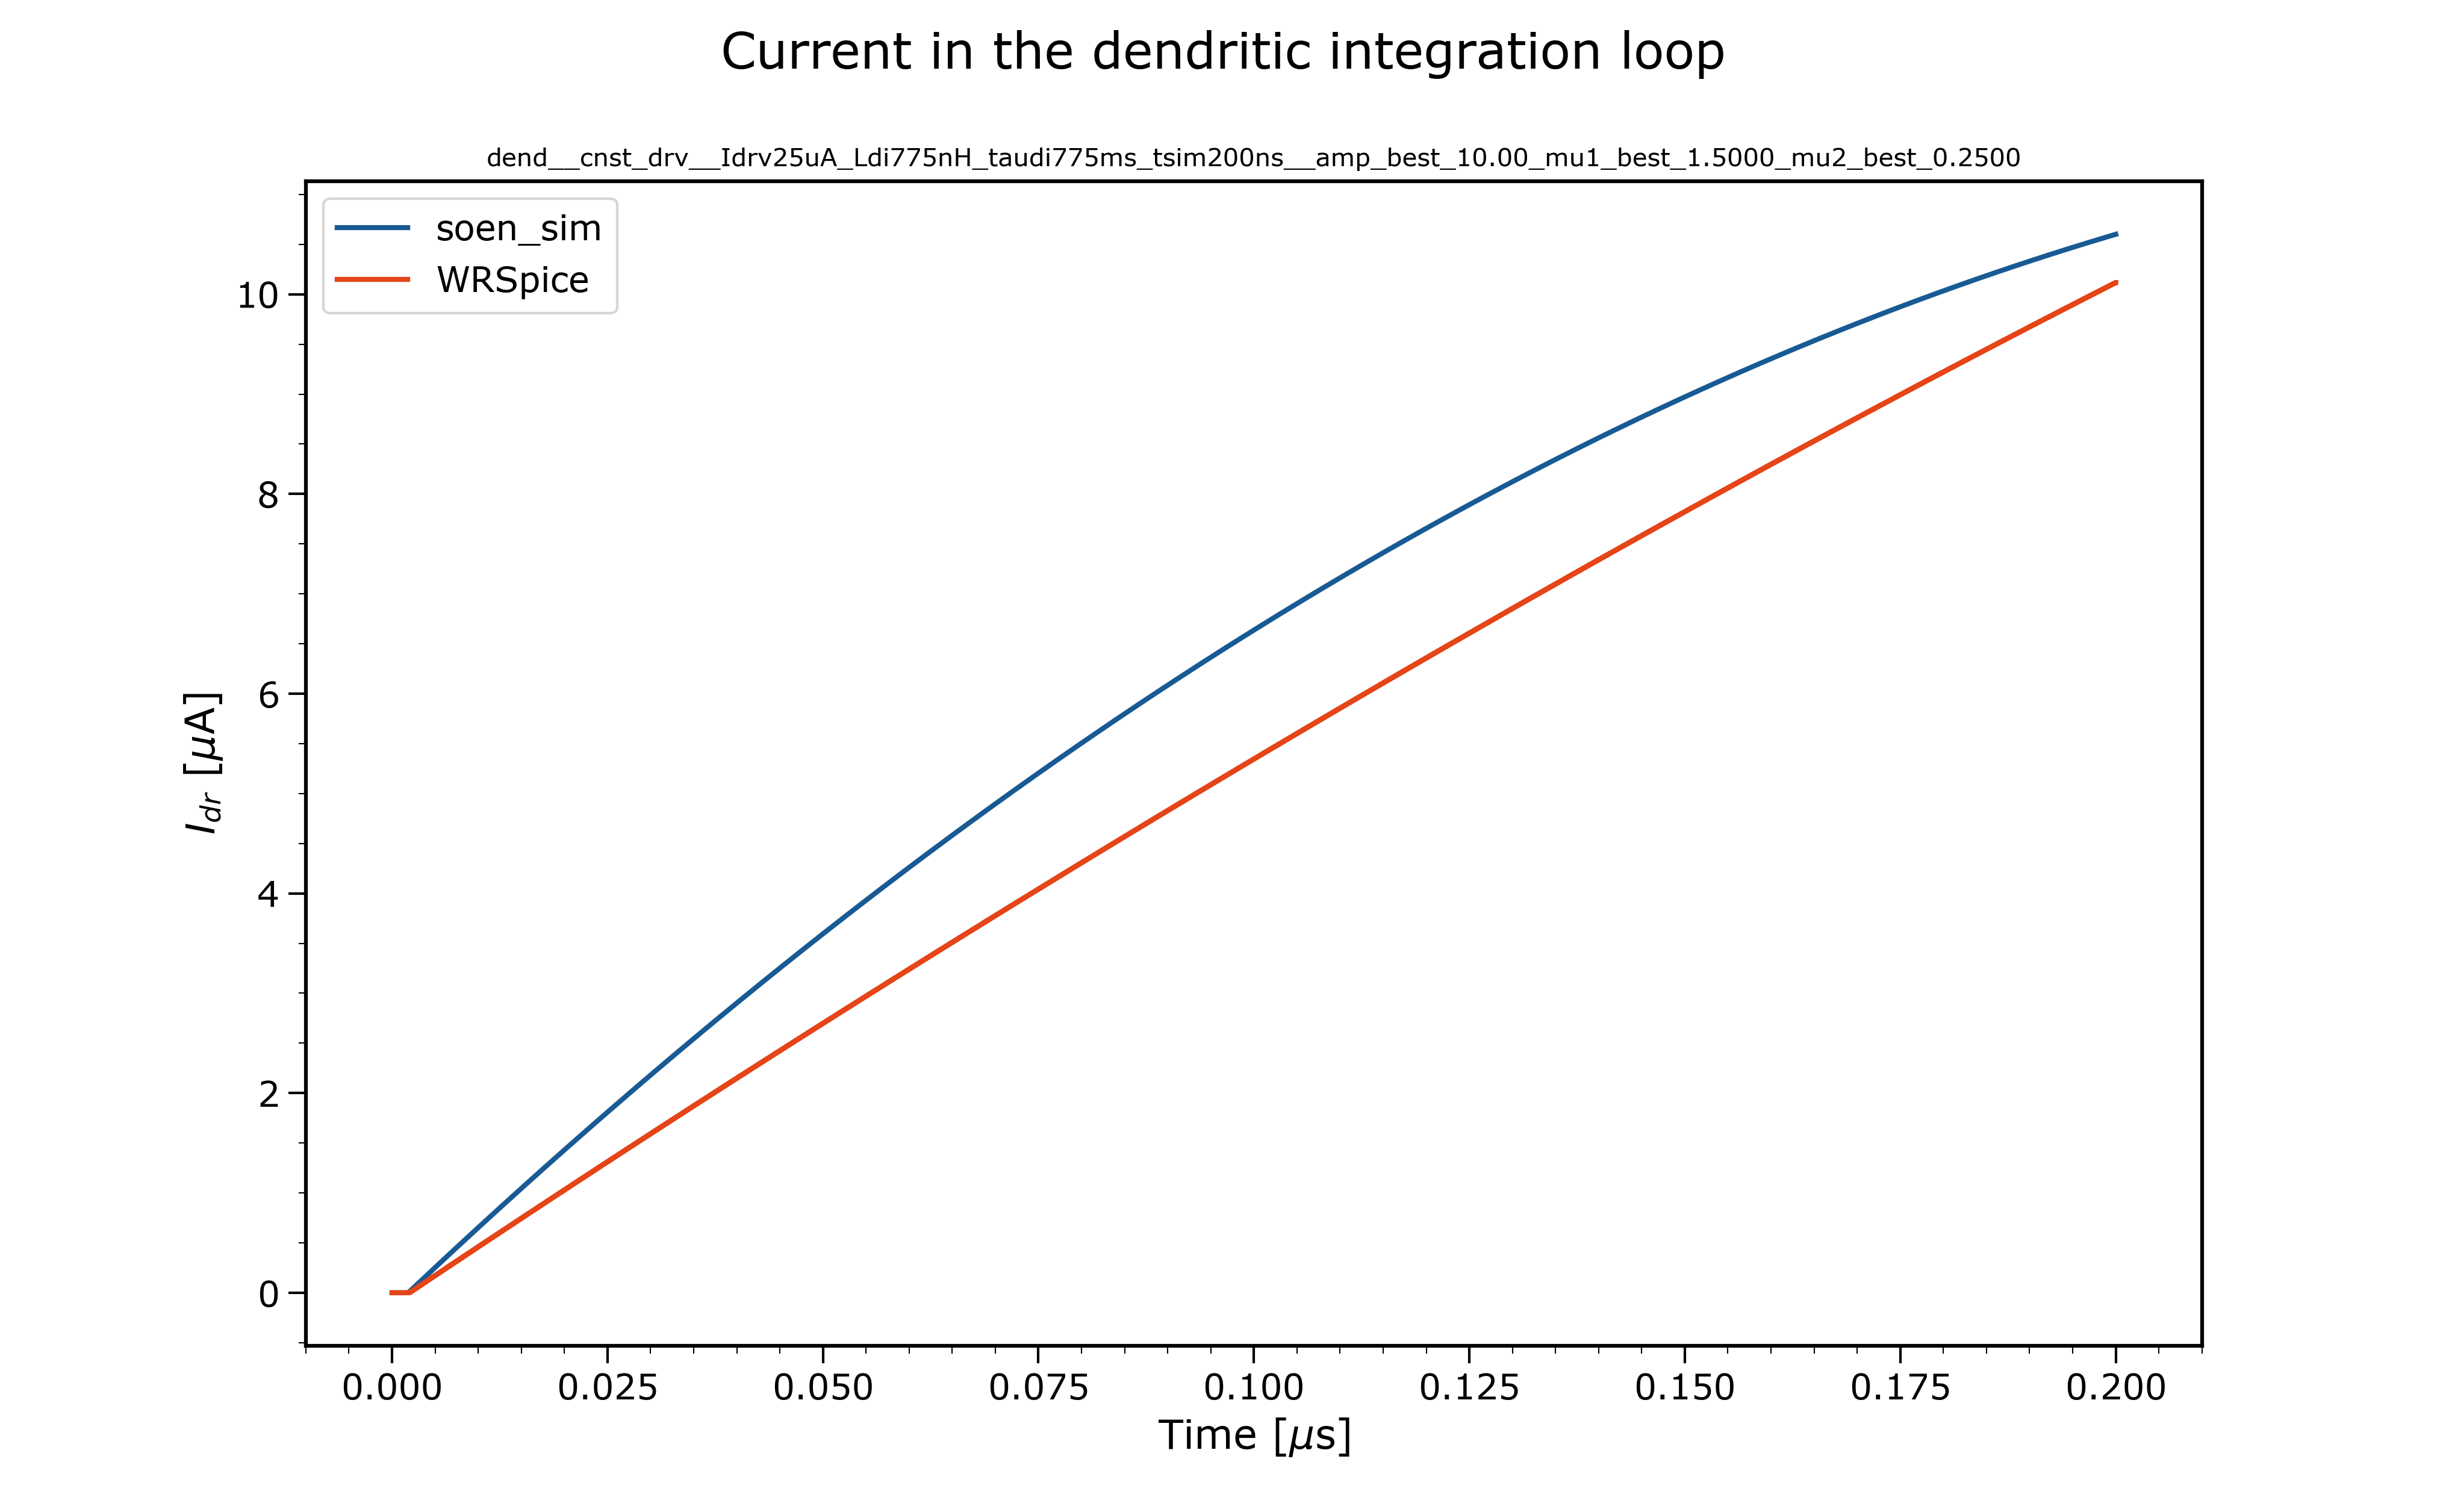 Current in the dendritic integration loop
dend__cnst_drv__Idrv25uA_Ldi775nH_taudi775ms_tsim200ns__amp_best_10.00_mu1_best_1.5000_mu2_best_0.2500
soen_sim
WRSpice
10
8
6
4
2
0
I_dr [μA]
0.000 0.025 0.050 0.075 0.100 0.125 0.150 0.175 0.200
Time [μs]